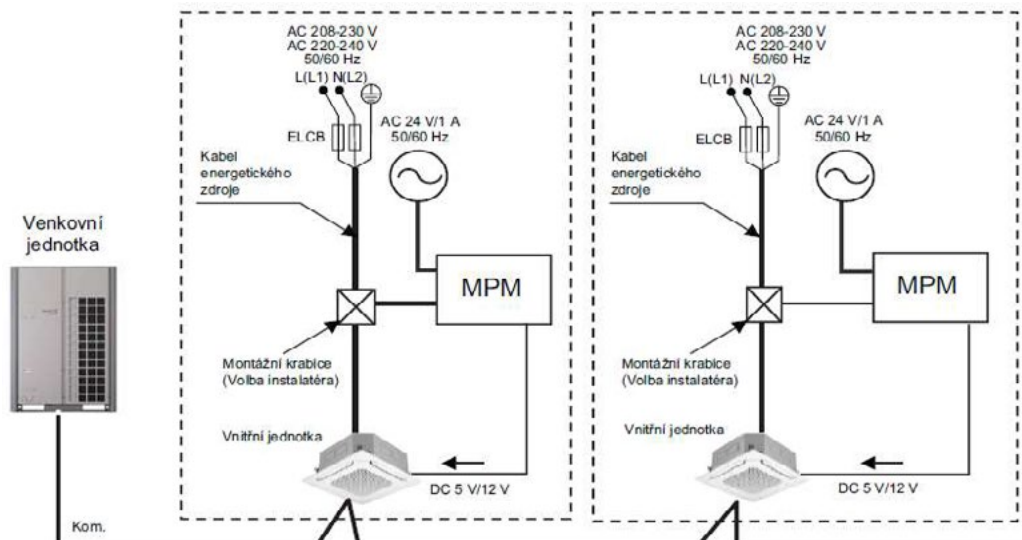 AC 208-230 V
AC 220-240 V
50/60 Hz
L(L1) N(L2)
ELCB
AC 24 V/1 A
50/60 Hz
Kabel
energetického
zdroje
MPM
Montážní krabice
(Volba instalatéra)
Vnitřní jednotka
DC 5 V/12 V
AC 208-230 V
AC 220-240 V
50/60 Hz
L(L1) N(L2)
ELCB
AC 24 V/1 A
50/60 Hz
Kabel
energetického
zdroje
MPM
Montážní krabice
(Volba instalatéra)
Vnitřní jednotka
DC 5 V/12 V
Venkovní
jednotka
Kom.